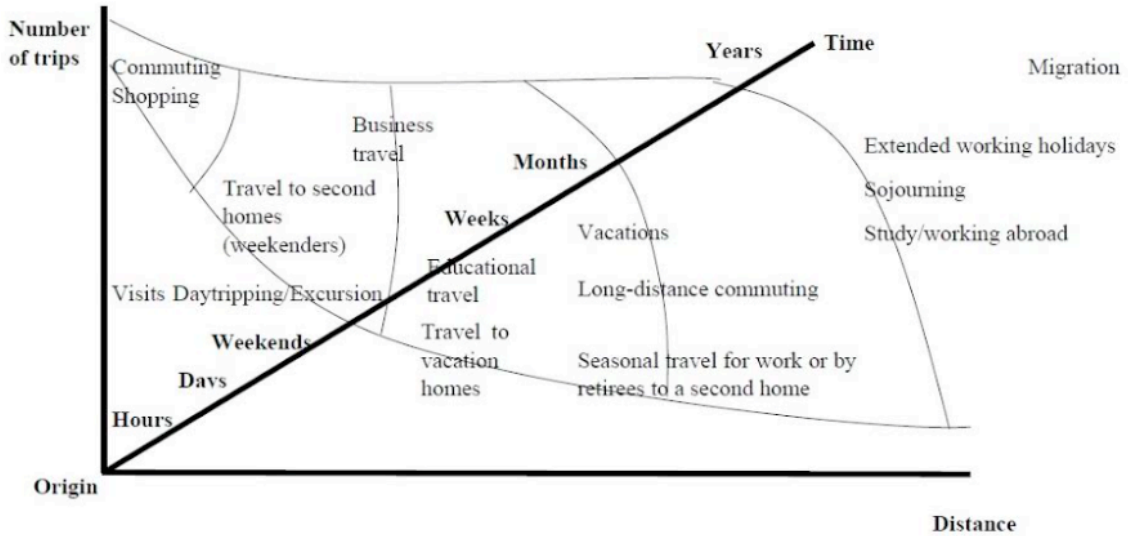 Number
of trips
Years
Time
Commuting
Shopping
Migration
Business
travel
Extended working holidays
Months
Travel to second
homes
(weekenders)
Sojourning
Weeks
Vacations
Study/working abroad
Educational
travel
Visits Daytripping/Excursion
Long-distance commuting
Weekends
Travel to
vacation
homes
Seasonal travel for work or by
retirees to a second home
Days
Hours
Origin
Distance